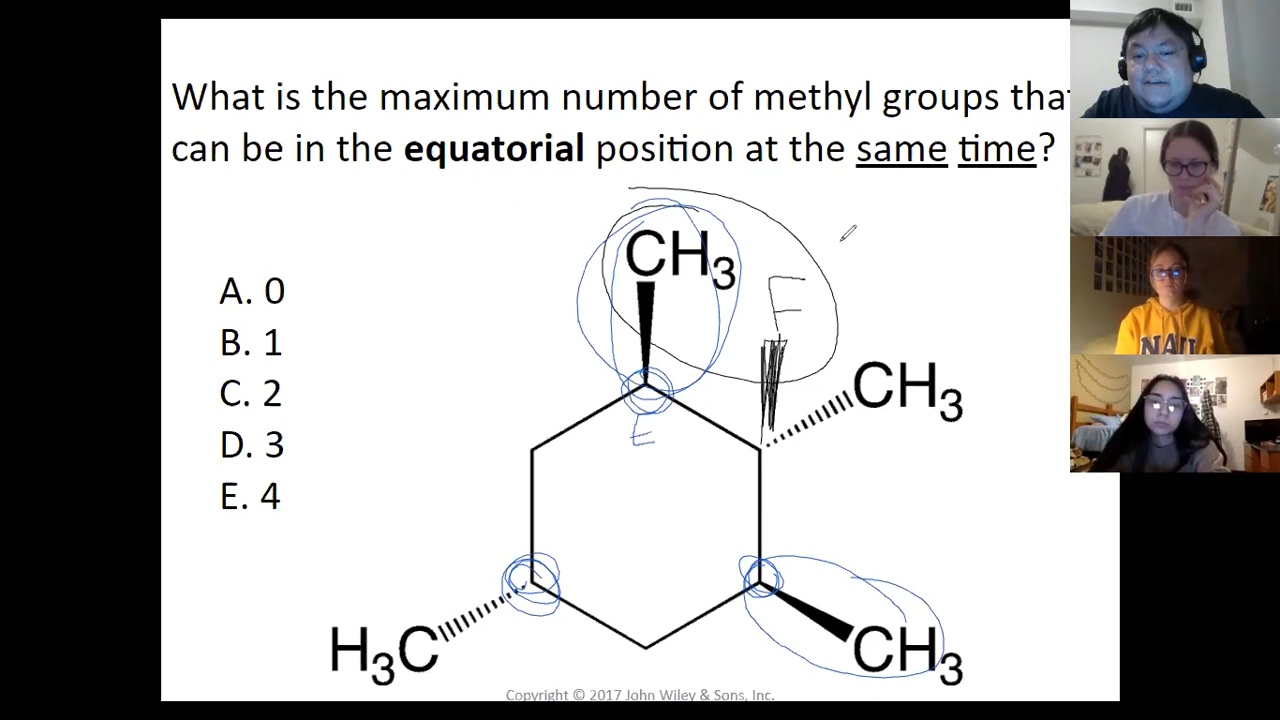 What is the maximum number of methyl groups that
can be in the equatorial position at the same time?
CH3
E
A. 0
B. 1
C. 2
D. 3
E. 4
CH3
E
H3C
CH3
NAU
Copyright © 2017 John Wiley & Sons, Inc.